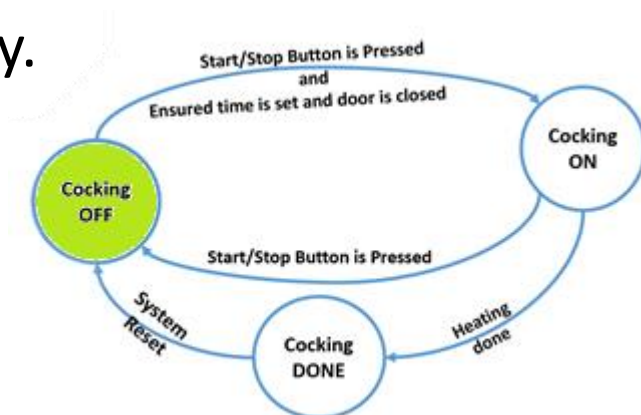 y.
Start/Stop Button is Pressed
and
Ensured time is set and door is closed
Cocking
OFF
Cocking
ON
Start/Stop Button is Pressed
System
Reset
Heating
done
Cocking
DONE